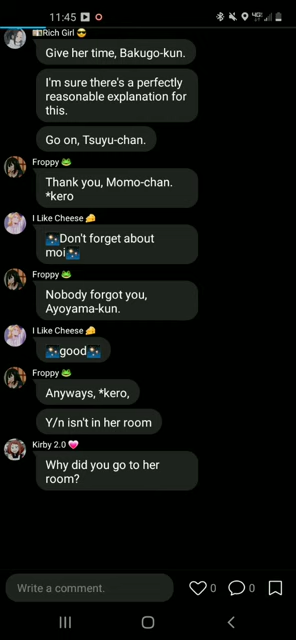 11:45
Rich Girl 😎
Give her time, Bakugo-kun.
I'm sure there's a perfectly
reasonable explanation for
this.
Go on, Tsuyu-chan.
Froppy 🐸
Thank you, Momo-chan.
*kero
I Like Cheese 🧀
🎇Don't forget about
moi🎇
Froppy 🐸
Nobody forgot you,
Ayoyama-kun.
I Like Cheese 🧀
🎇good🎇
Froppy 🐸
Anyways, *kero,
Y/n isn't in her room
Kirby 2.0 💖
Why did you go to her
room?
Write a comment.
0
0